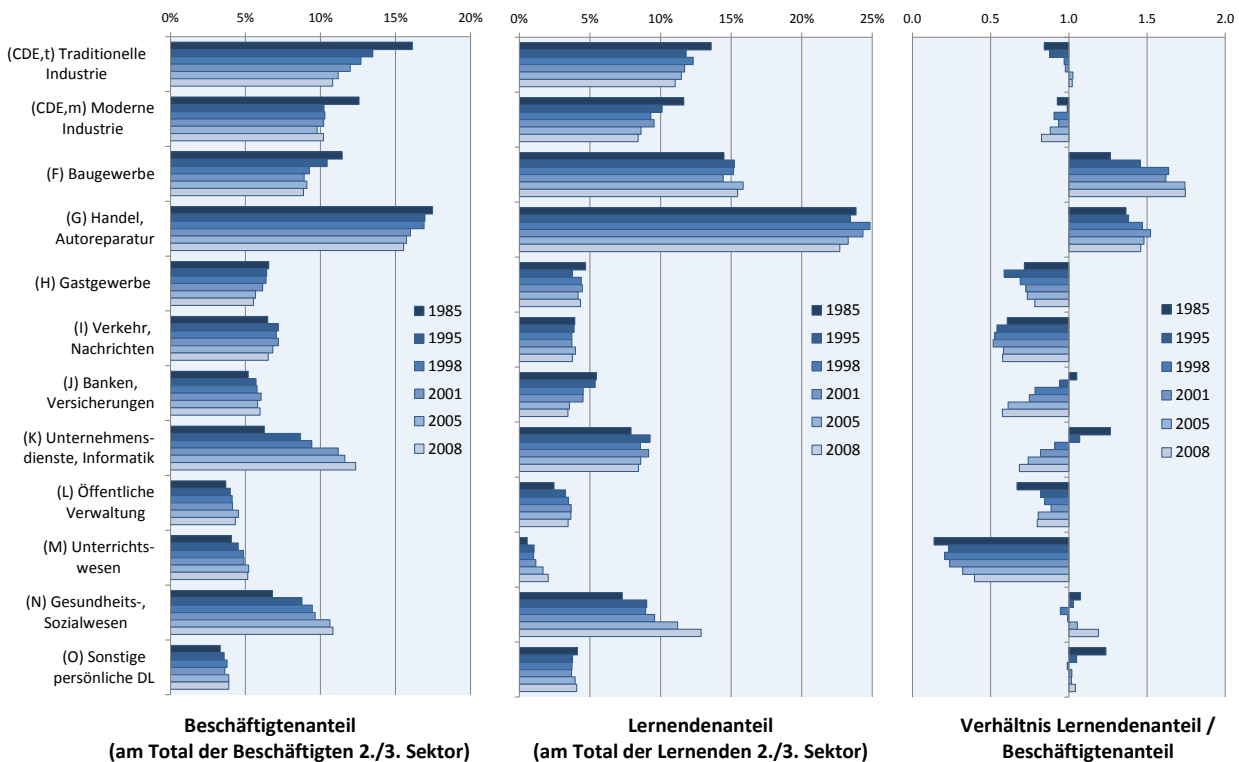 0% 5% 10% 15% 20%
0% 5% 10% 15% 20% 25%
0.0 0.5 1.0 1.5 2.0
(CDE,t) Traditionelle
Industrie
(CDE,m) Moderne
Industrie
(F) Baugewerbe
(G) Handel,
Autoreparatur
(H) Gastgewerbe
(I) Verkehr,
Nachrichten
(J) Banken,
Versicherungen
(K) Unternehmens-
dienste, Informatik
(L) Öffentliche
Verwaltung
(M) Unterrichts-
wesen
(N) Gesundheits-,
Sozialwesen
(O) Sonstige
persönliche DL
1985
1995
1998
2001
2005
2008
1985
1995
1998
2001
2005
2008
1985
1995
1998
2001
2005
2008
Beschäftigtenanteil
(am Total der Beschäftigten 2./3. Sektor)
Lernendenanteil
(am Total der Lernenden 2./3. Sektor)
Verhältnis Lernendenanteil /
Beschäftigtenanteil